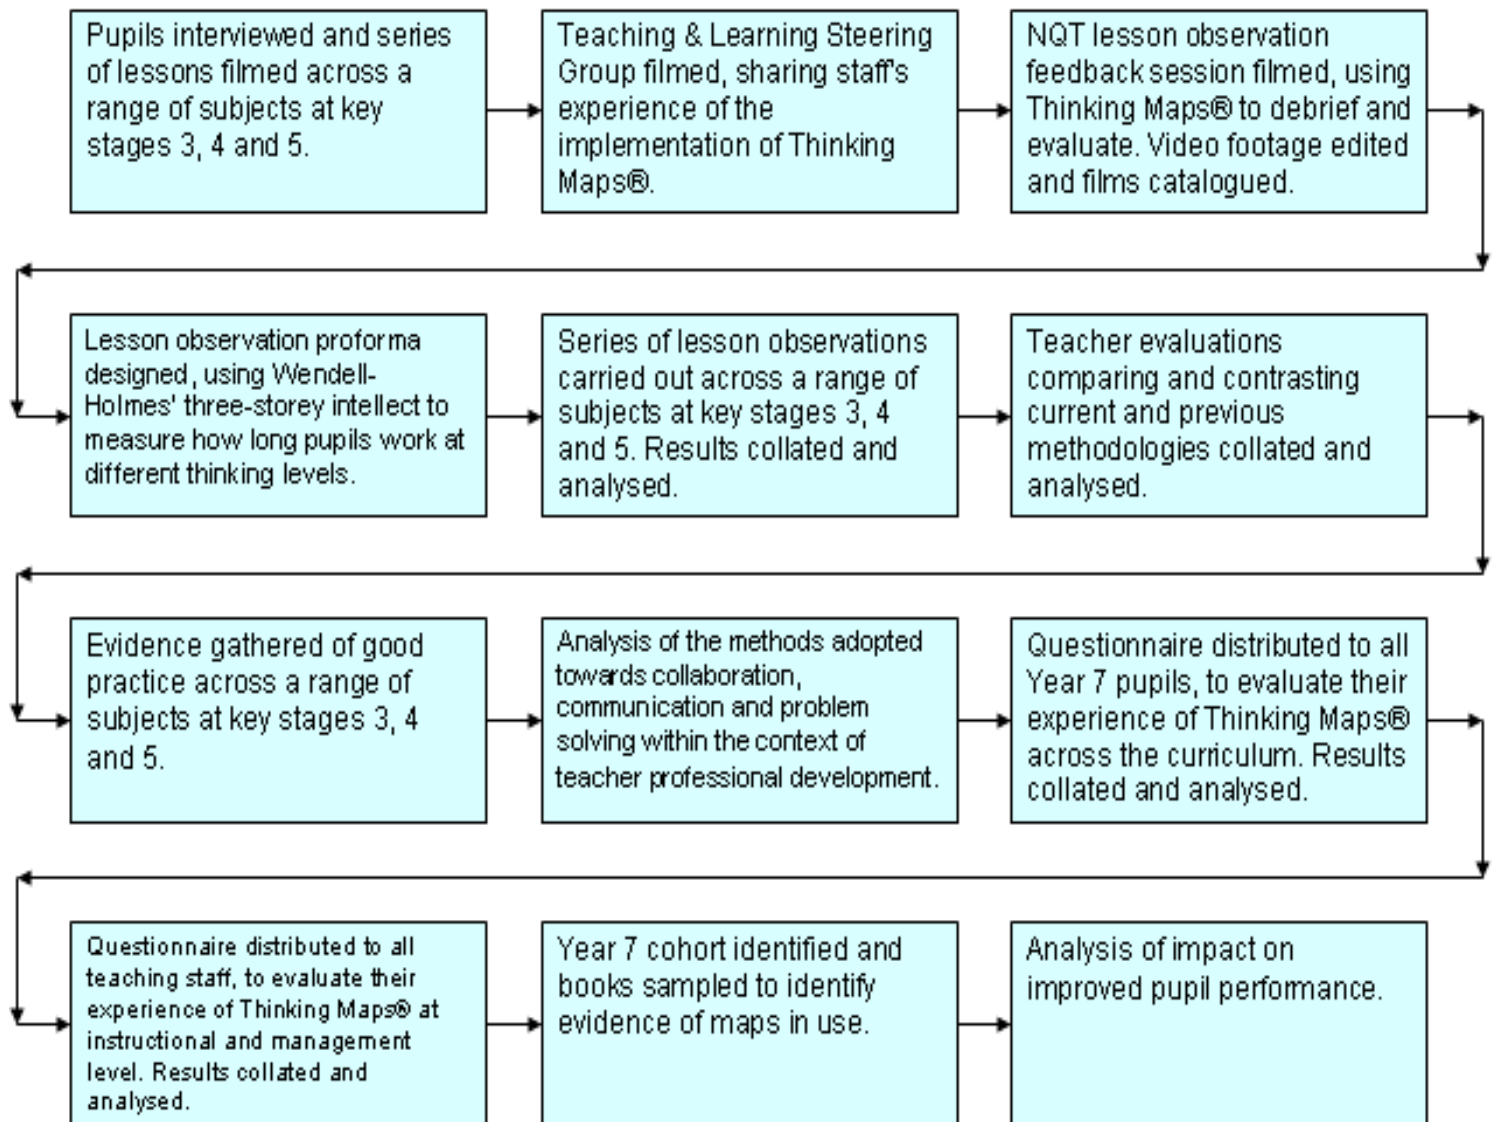 Pupils interviewed and series
of lessons filmed across a
range of subjects at key
stages 3, 4 and 5.
Teaching & Learning Steering
Group filmed, sharing staff's
experience of the
implementation of Thinking
Maps®.
NQT lesson observation
feedback session filmed, using
Thinking Maps® to debrief and
evaluate. Video footage edited
and films catalogued.
Lesson observation proforma
designed, using Wendell-
Holmes' three-storey intellect to
measure how long pupils work at
different thinking levels.
Series of lesson observations
carried out across a range of
subjects at key stages 3, 4
and 5. Results collated and
analysed.
Teacher evaluations
comparing and contrasting
current and previous
methodologies collated and
analysed.
Evidence gathered of good
practice across a range of
subjects at key stages 3, 4
and 5.
Analysis of the methods adopted
towards collaboration,
communication and problem
solving within the context of
teacher professional development.
Questionnaire distributed to all
Year 7 pupils, to evaluate their
experience of Thinking Maps®
across the curriculum. Results
collated and analysed.
Questionnaire distributed to all
teaching staff, to evaluate their
experience of Thinking Maps® at
instructional and management
level. Results collated and
analysed.
Year 7 cohort identified and
books sampled to identify
evidence of maps in use.
Analysis of impact on
improved pupil performance.